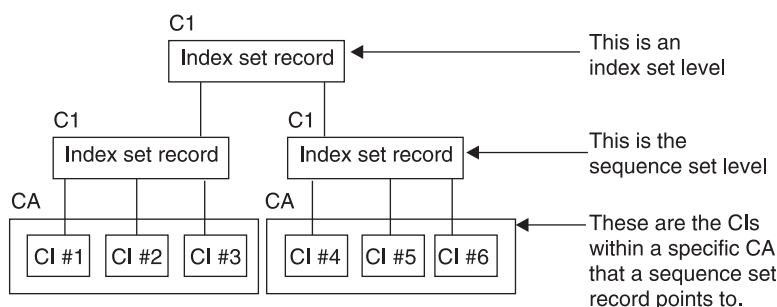 C1
Index set record
This is an
index set level
C1
Index set record
C1
Index set record
This is the
sequence set level
CA
CI #1
CI #2
CI #3
CA
CI #4
CI #5
CI #6
These are the CIs
within a specific CA
that a sequence set
record points to.